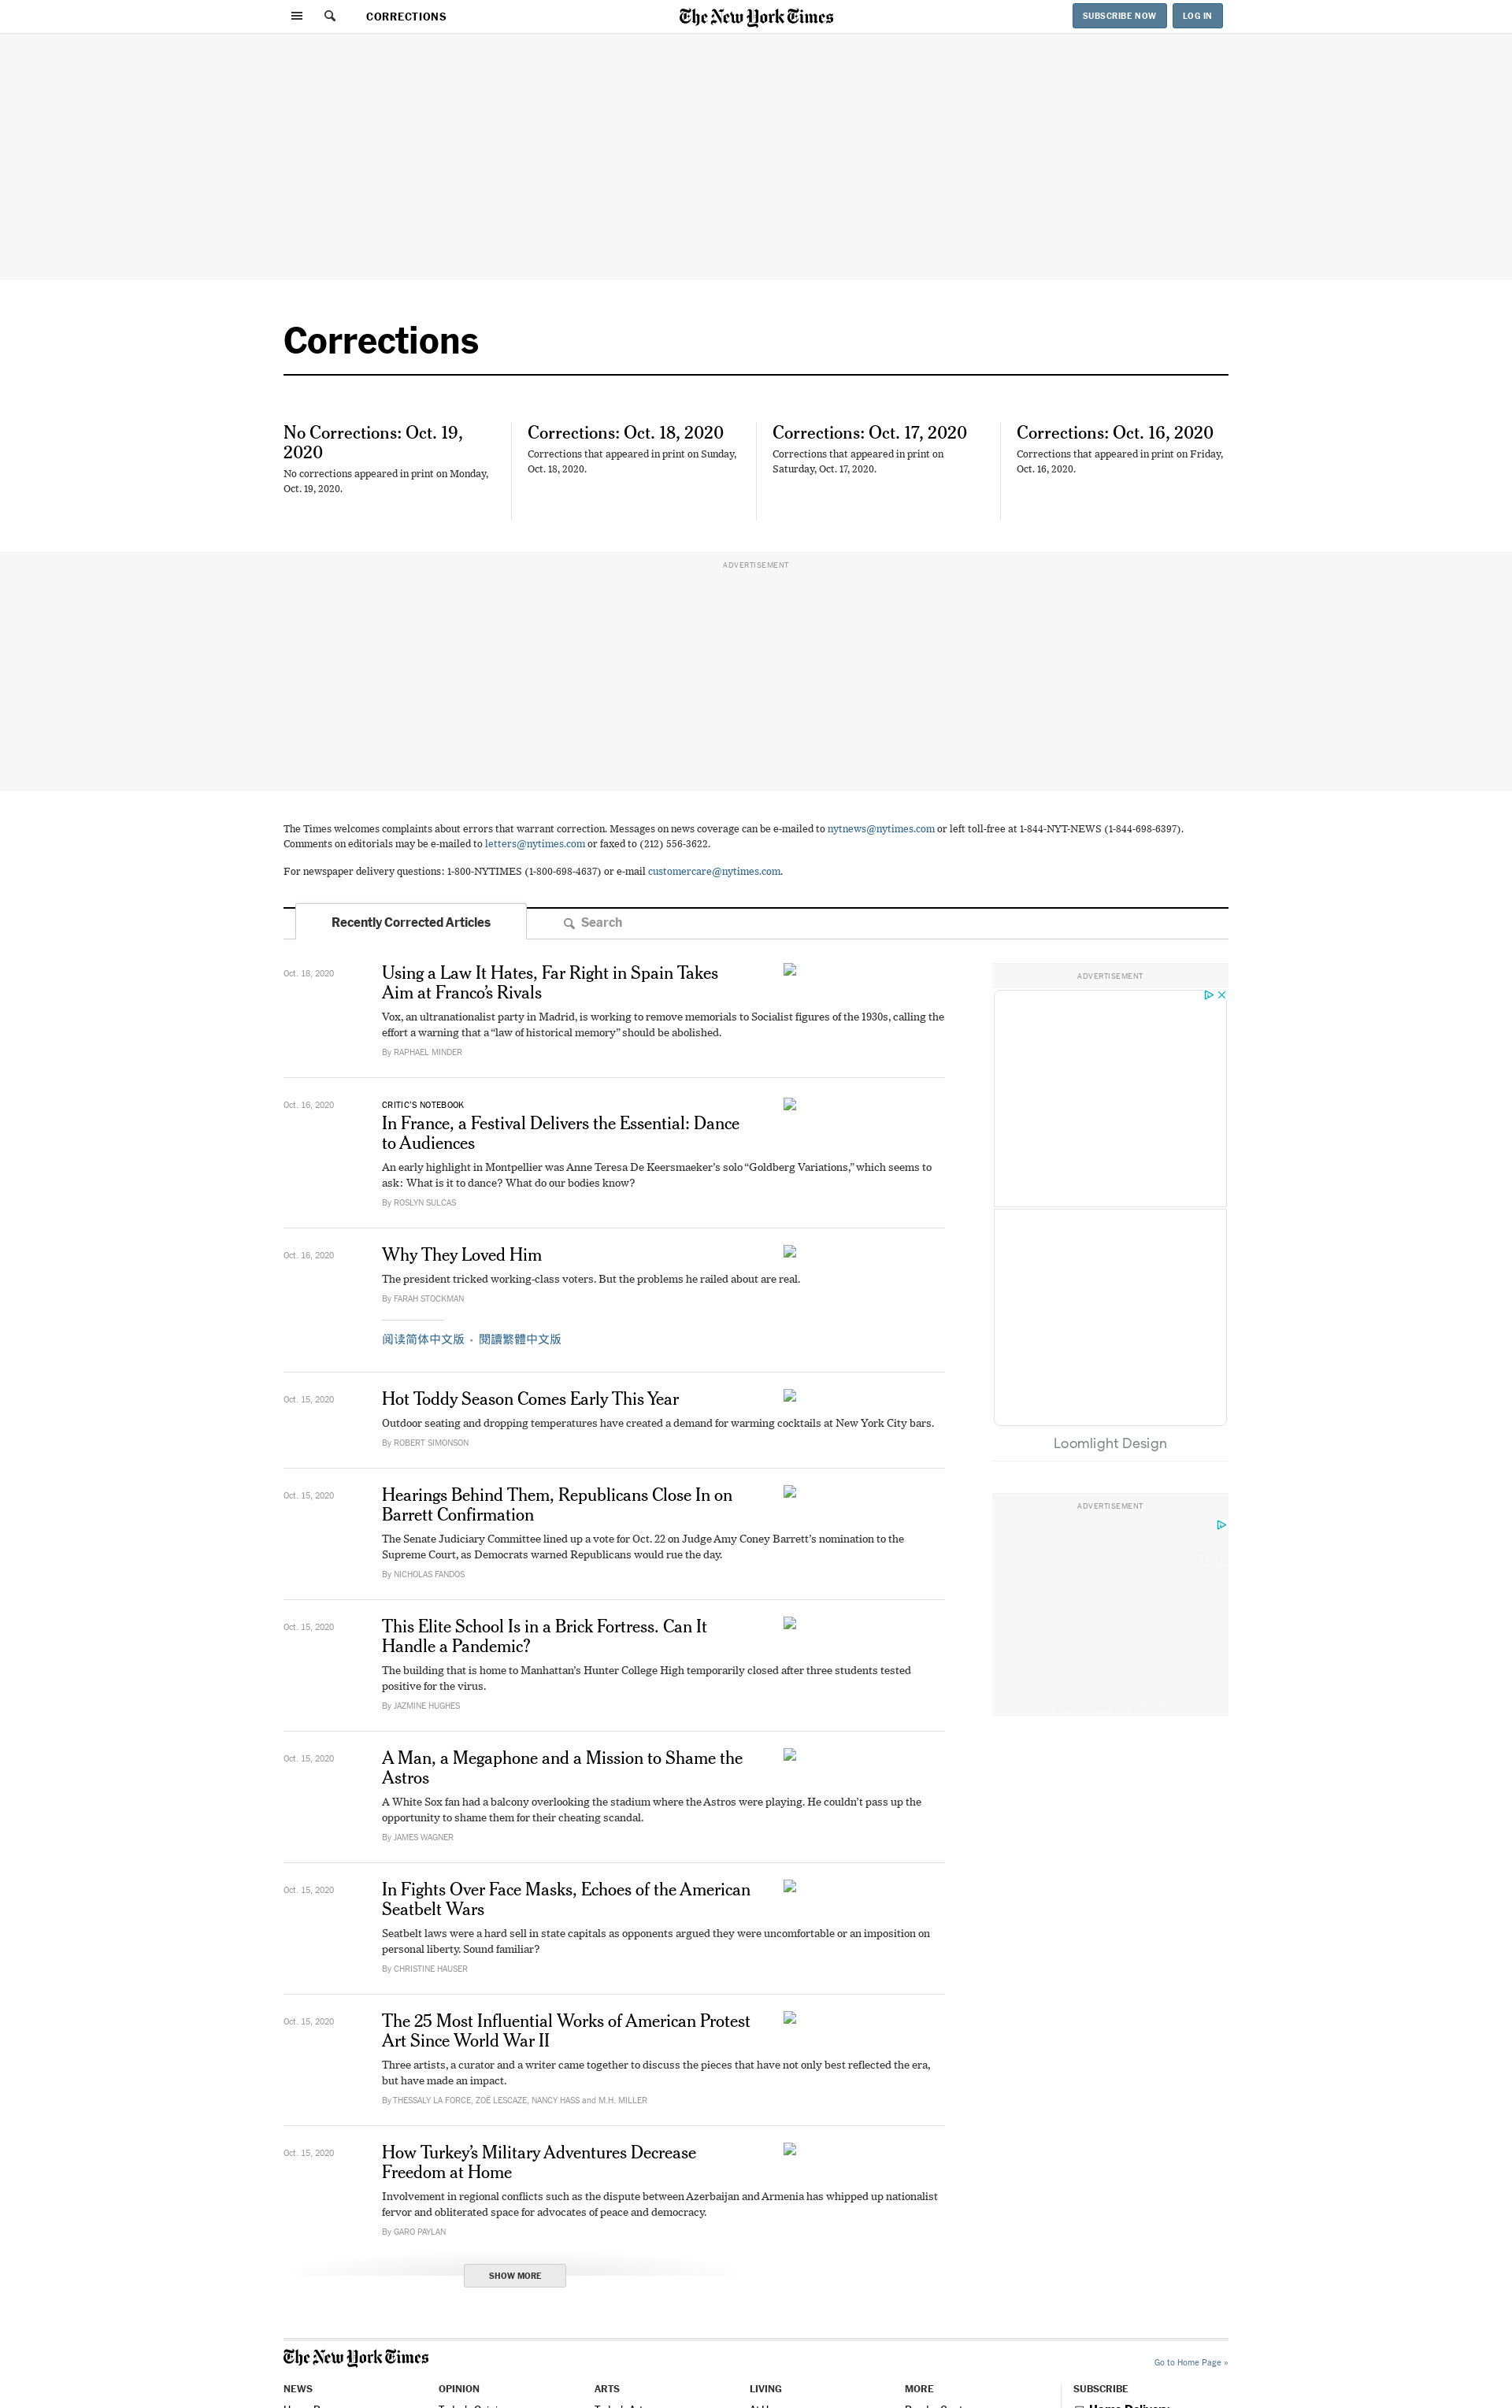 CORRECTIONS
The New York Times
SUBSCRIBE NOW
LOG IN
Corrections
No Corrections: Oct. 19,
2020
No corrections appeared in print on Monday,
Oct. 19, 2020.
Corrections: Oct. 18, 2020
Corrections that appeared in print on Sunday,
Oct. 18, 2020.
Corrections: Oct. 17, 2020
Corrections that appeared in print on
Saturday, Oct. 17, 2020.
Corrections: Oct. 16, 2020
Corrections that appeared in print on Friday,
Oct. 16, 2020.
ADVERTISEMENT
The Times welcomes complaints about errors that warrant correction. Messages on news coverage can be e-mailed to nytnews@nytimes.com or left toll-free at 1-844-NYT-NEWS (1-844-698-6397).
Comments on editorials may be e-mailed to letters@nytimes.com or faxed to (212) 556-3622.
For newspaper delivery questions: 1-800-NYTIMES (1-800-698-4637) or e-mail customercare@nytimes.com.
Recently Corrected Articles
Search
Oct. 18, 2020
Using a Law It Hates, Far Right in Spain Takes
Aim at Franco’s Rivals
Vox, an ultranationalist party in Madrid, is working to remove memorials to Socialist figures of the 1930s, calling the
effort a warning that a “law of historical memory” should be abolished.
By RAPHAEL MINDER
Oct. 16, 2020
CRITIC’S NOTEBOOK
In France, a Festival Delivers the Essential: Dance
to Audiences
An early highlight in Montpellier was Anne Teresa De Keersmaeker’s solo “Goldberg Variations,” which seems to
ask: What is it to dance? What do our bodies know?
By ROSLYN SULCAS
Oct. 16, 2020
Why They Loved Him
The president tricked working-class voters. But the problems he railed about are real.
By FARAH STOCKMAN
阅读简体中文版 • 閱讀繁體中文版
Oct. 15, 2020
Hot Toddy Season Comes Early This Year
Outdoor seating and dropping temperatures have created a demand for warming cocktails at New York City bars.
By ROBERT SIMONSON
Oct. 15, 2020
Hearings Behind Them, Republicans Close In on
Barrett Confirmation
The Senate Judiciary Committee lined up a vote for Oct. 22 on Judge Amy Coney Barrett’s nomination to the
Supreme Court, as Democrats warned Republicans would rue the day.
By NICHOLAS FANDOS
Oct. 15, 2020
This Elite School Is in a Brick Fortress. Can It
Handle a Pandemic?
The building that is home to Manhattan’s Hunter College High temporarily closed after three students tested
positive for the virus.
By JAZMINE HUGHES
Oct. 15, 2020
A Man, a Megaphone and a Mission to Shame the
Astros
A White Sox fan had a balcony overlooking the stadium where the Astros were playing. He couldn’t pass up the
opportunity to shame them for their cheating scandal.
By JAMES WAGNER
Oct. 15, 2020
In Fights Over Face Masks, Echoes of the American
Seatbelt Wars
Seatbelt laws were a hard sell in state capitals as opponents argued they were uncomfortable or an imposition on
personal liberty. Sound familiar?
By CHRISTINE HAUSER
Oct. 15, 2020
The 25 Most Influential Works of American Protest
Art Since World War II
Three artists, a curator and a writer came together to discuss the pieces that have not only best reflected the era,
but have made an impact.
By THESSALY LA FORCE, ZOË LESCAZE, NANCY HASS and M.H. MILLER
Oct. 15, 2020
How Turkey’s Military Adventures Decrease
Freedom at Home
Involvement in regional conflicts such as the dispute between Azerbaijan and Armenia has whipped up nationalist
fervor and obliterated space for advocates of peace and democracy.
By GARO PAYLAN
SHOW MORE
ADVERTISEMENT
Loomlight Design
ADVERTISEMENT
The New York Times
Go to Home Page »
NEWS
OPINION
ARTS
LIVING
MORE
SUBSCRIBE